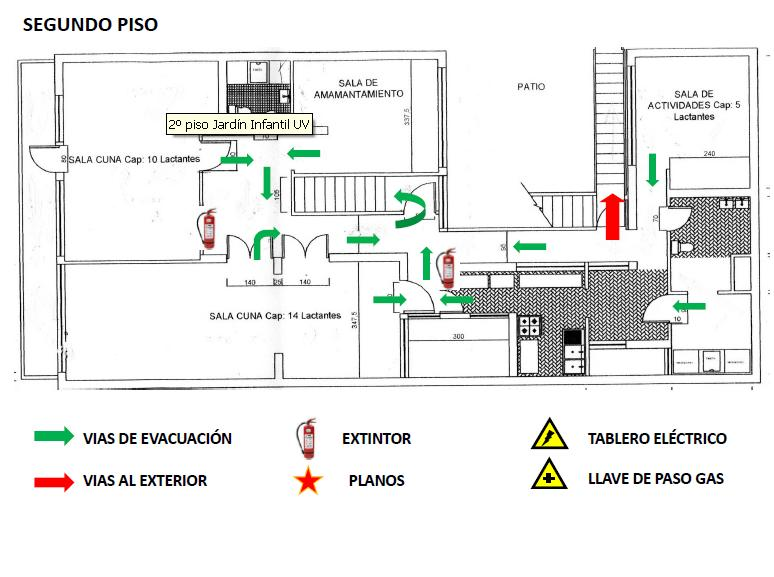 SEGUNDO PISO
SALA DE
AMAMANTAMIENTO
337.5
PATIO
SALA DE
ACTIVIDADES Cap: 5
Lactantes
240
2º piso Jardín Infantil UV
SALA CUNA Cap: 10 Lactantes
80
105
70
95
140 25 140
SALA CUNA Cap: 14 Lactantes
347.5
300
10
VIAS DE EVACUACIÓN
EXTINTOR
TABLERO ELÉCTRICO
VIAS AL EXTERIOR
PLANOS
LLAVE DE PASO GAS